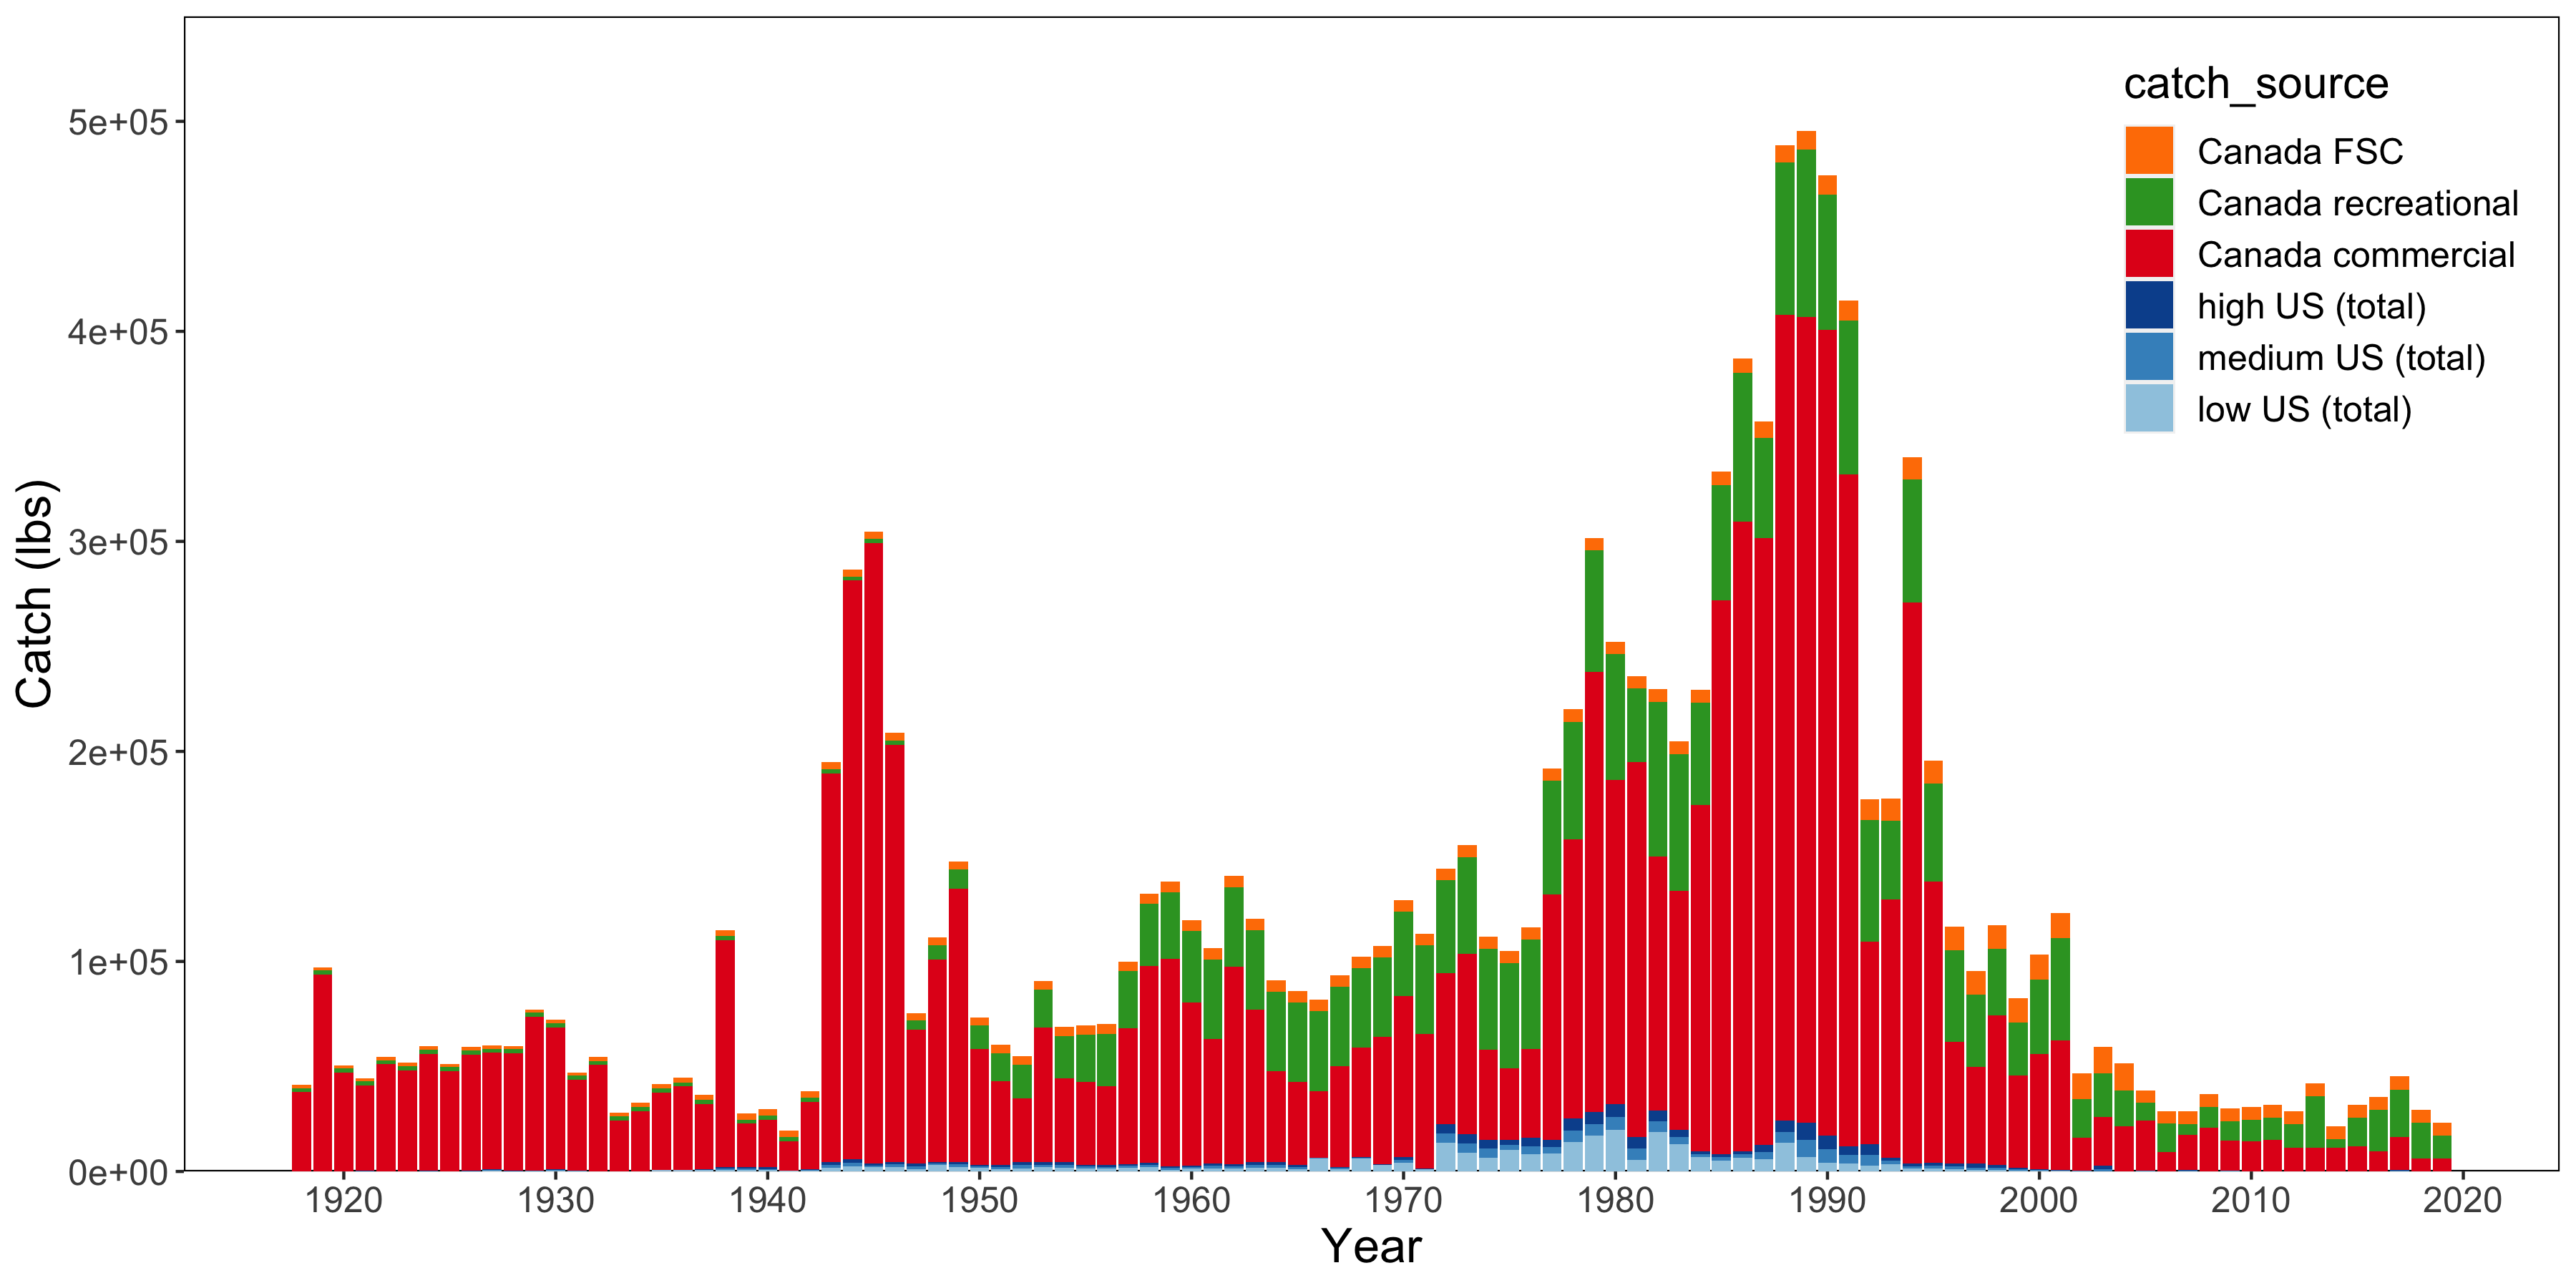 catch_source
Canada FSC
Canada recreational
Canada commercial
high US (total)
medium US (total)
low US (total)
Catch (lbs)
5e+05
4e+05
3e+05
2e+05
1e+05
0e+00
1920 1930 1940 1950 1960 1970 1980 1990 2000 2010 2020
Year